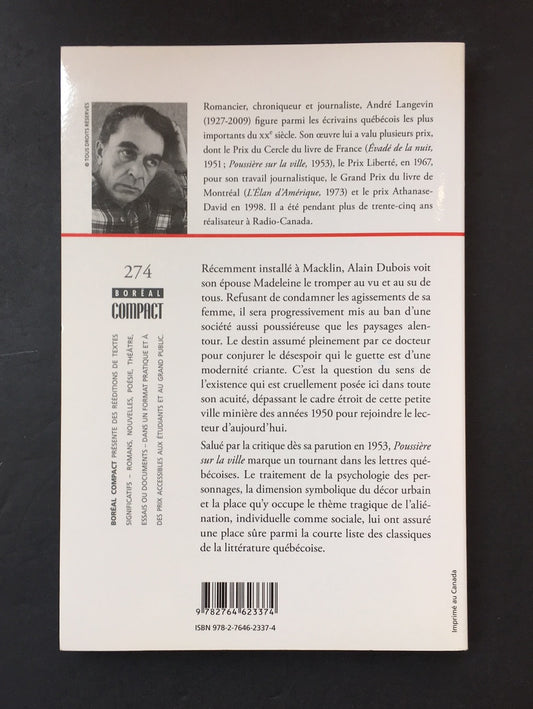 © TOUS DROITS RÉSERVÉS
Romancier, chroniqueur et journaliste, André Langevin
(1927-2009) figure parmi les écrivains québécois les plus
importants du XXe siècle. Son œuvre lui a valu plusieurs prix,
dont le Prix du Cercle du livre de France (Évadé de la nuit,
1951 ; Poussière sur la ville, 1953), le Prix Liberté, en 1967,
pour son travail journalistique, le Grand Prix du livre de
Montréal (L'Élan d'Amérique, 1973) et le prix Athanase-
David en 1998. Il a été pendant plus de trente-cinq ans
réalisateur à Radio-Canada.
274
BORÉAL
COMPACT
BORÉAL COMPACT PRÉSENTE DES RÉÉDITIONS DE TEXTES
SIGNIFICATIFS – ROMANS, NOUVELLES, POÉSIE, THÉÂTRE,
ESSAIS OU DOCUMENTS – DANS UN FORMAT PRATIQUE ET À
DES PRIX ACCESSIBLES AUX ÉTUDIANTS ET AU GRAND PUBLIC.
Récemment installé à Macklin, Alain Dubois voit
son épouse Madeleine le tromper au vu et au su de
tous. Refusant de condamner les agissements de sa
femme, il sera progressivement mis au ban d'une
société aussi poussiéreuse que les paysages alen-
tour. Le destin assumé pleinement par ce docteur
pour conjurer le désespoir qui le guette est d'une
modernité criante. C'est la question du sens de
l'existence qui est cruellement posée ici dans toute
son acuité, dépassant le cadre étroit de cette petite
ville minière des années 1950 pour rejoindre le lec-
teur d'aujourd'hui.
Salué par la critique dès sa parution en 1953, Poussière
sur la ville marque un tournant dans les lettres qué-
bécoises. Le traitement de la psychologie des per-
sonnages, la dimension symbolique du décor urbain
et la place qu'y occupe le thème tragique de l'alié-
nation, individuelle comme sociale, lui ont assuré
une place sûre parmi la courte liste des classiques
de la littérature québécoise.
9 782764 623374
ISBN 978-2-7646-2337-4
Imprimé au Canada